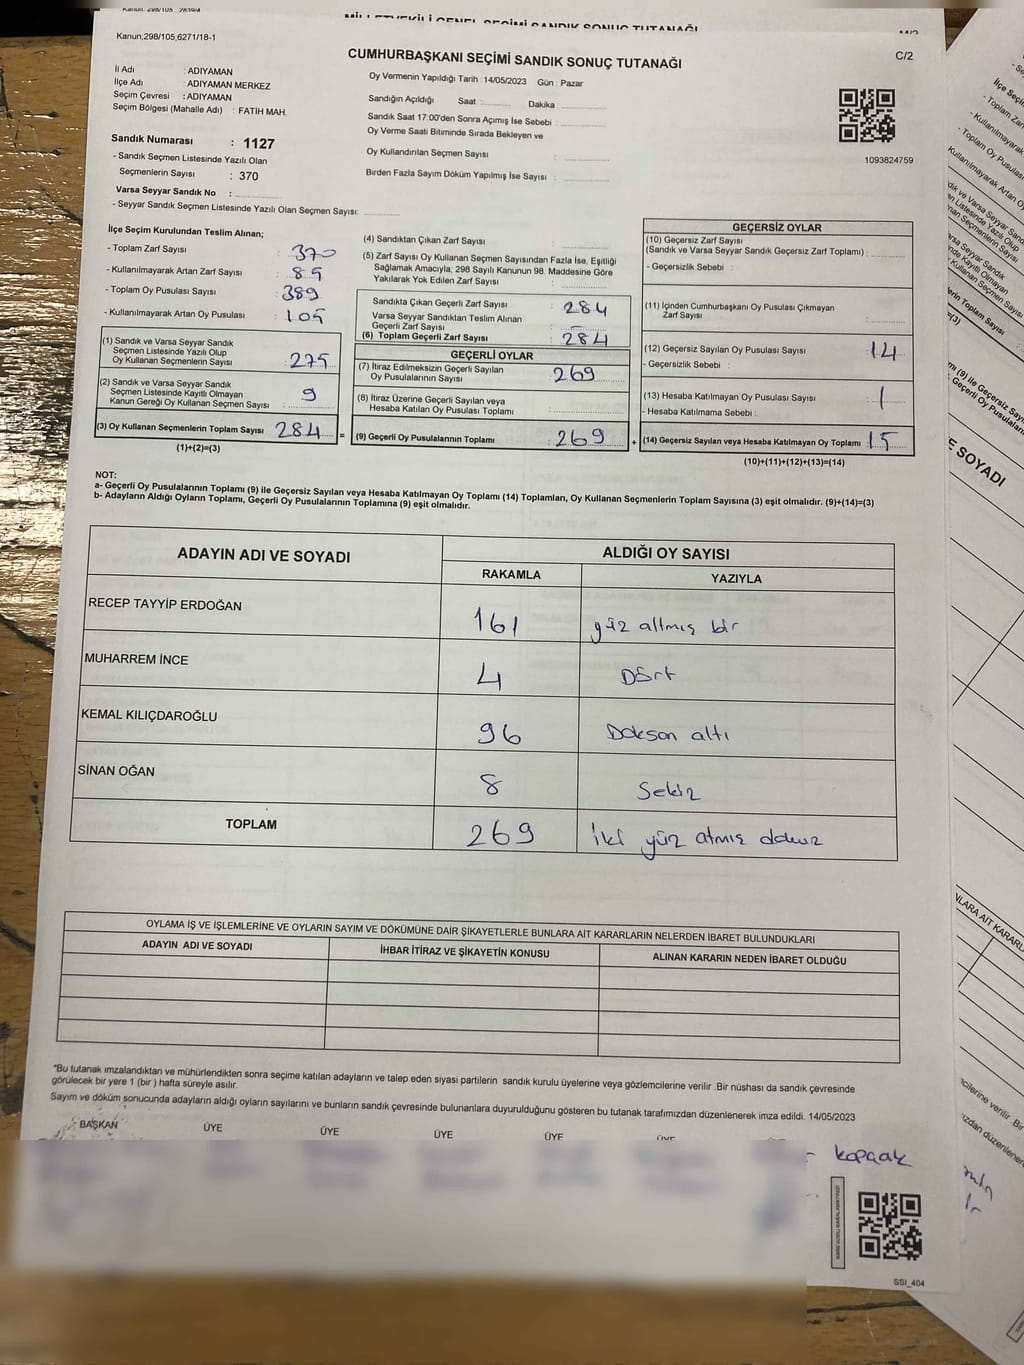 Kanun;298/105,6271/18-1
C/2
CUMHURBAŞKANI SEÇİMİ SANDIK SONUÇ TUTANAĞI
İl Adı : ADIYAMAN
İlçe Adı : ADIYAMAN MERKEZ
Seçim Çevresi : ADIYAMAN
Seçim Bölgesi (Mahalle Adı) : FATİH MAH.
Oy Vermenin Yapıldığı Tarih : 14/05/2023 Gün : Pazar
Sandığın Açıldığı Saat : Dakika :
Sandık Saat 17:00'den Sonra Açımış İse Sebebi :
Oy Verme Saati Bitiminde Sırada Bekleyen ve
Oy Kullandırılan Seçmen Sayısı :
Birden Fazla Sayım Döküm Yapılmış İse Sayısı :
1093824759
Sandık Numarası : 1127
- Sandık Seçmen Listesinde Yazılı Olan
Seçmenlerin Sayısı : 370
Varsa Seyyar Sandık No :
- Seyyar Sandık Seçmen Listesinde Yazılı Olan Seçmen Sayısı:
İlçe Seçim Kurulundan Teslim Alınan;
- Toplam Zarf Sayısı : 370
- Kullanılmayarak Artan Zarf Sayısı : 85
- Toplam Oy Pusulası Sayısı : 389
- Kullanılmayarak Artan Oy Pusulası : 105
(1) Sandık ve Varsa Seyyar Sandık
Seçmen Listesinde Yazılı Olup
Oy Kullanan Seçmenlerin Sayısı : 275
(2) Sandık ve Varsa Seyyar Sandık
Seçmen Listesinde Kayıtlı Olmayan
Kanun Gereği Oy Kullanan Seçmen Sayısı : 9
(3) Oy Kullanan Seçmenlerin Toplam Sayısı : 284 =
(1)+(2)=(3)
(4) Sandıktan Çıkan Zarf Sayısı :
(5) Zarf Sayısı Oy Kullanan Seçmen Sayısından Fazla İse, Eşitliği
Sağlamak Amacıyla, 298 Sayılı Kanunun 98. Maddesine Göre
Yakılarak Yok Edilen Zarf Sayısı :
Sandıkta Çıkan Geçerli Zarf Sayısı : 284
Varsa Seyyar Sandıktan Teslim Alınan
Geçerli Zarf Sayısı : -
(6) Toplam Geçerli Zarf Sayısı : 284
GEÇERLİ OYLAR
(7) İtiraz Edilmeksizin Geçerli Sayılan
Oy Pusulalarının Sayısı : 269
(8) İtiraz Üzerine Geçerli Sayılan veya
Hesaba Katılan Oy Pusulası Toplamı :
(9) Geçerli Oy Pusulalarının Toplamı : 269 +
GEÇERSİZ OYLAR
(10) Geçersiz Zarf Sayısı
(Sandık ve Varsa Seyyar Sandık Geçersiz Zarf Toplamı) :
- Geçersizlik Sebebi :
(11) İçinden Cumhurbaşkanı Oy Pusulası Çıkmayan
Zarf Sayısı :
(12) Geçersiz Sayılan Oy Pusulası Sayısı : 14
- Geçersizlik Sebebi :
(13) Hesaba Katılmayan Oy Pusulası Sayısı : 1
- Hesaba Katılmama Sebebi :
(14) Geçersiz Sayılan veya Hesaba Katılmayan Oy Toplamı : 15
(10)+(11)+(12)+(13)=(14)
NOT:
a- Geçerli Oy Pusulalarının Toplamı (9) ile Geçersiz Sayılan veya Hesaba Katılmayan Oy Toplamı (14) Toplamları, Oy Kullanan Seçmenlerin Toplam Sayısına (3) eşit olmalıdır. (9)+(14)=(3)
b- Adayların Aldığı Oyların Toplamı, Geçerli Oy Pusulalarının Toplamına (9) eşit olmalıdır.
ADAYIN ADI VE SOYADI ALDIĞI OY SAYISI
RAKAMLA YAZIYLA
RECEP TAYYİP ERDOĞAN 161 yüz altmış bir
MUHARREM İNCE 4 Dört
KEMAL KILIÇDAROĞLU 96 Doksan altı
SİNAN OĞAN 8 Sekiz
TOPLAM 269 iki yüz atmış dokuz
OYLAMA İŞ VE İŞLEMLERİNE VE OYLARIN SAYIM VE DÖKÜMÜNE DAİR ŞİKAYETLERLE BUNLARA AİT KARARLARIN NELERDEN İBARET BULUNDUKLARI
ADAYIN ADI VE SOYADI İHBAR İTİRAZ VE ŞİKAYETİN KONUSU ALINAN KARARIN NEDEN İBARET OLDUĞU
*Bu tutanak imzalandıktan ve mühürlendikten sonra seçime katılan adayların ve talep eden siyasi partilerin sandık kurulu üyelerine veya gözlemcilerine verilir .Bir nüshası da sandık çevresinde
görülecek bir yere 1 (bir ) hafta süreyle asılır.
Sayım ve döküm sonucunda adayların aldığı oyların sayılarını ve bunların sandık çevresinde bulunanlara duyurulduğunu gösteren bu tutanak tarafımızdan düzenlenerek imza edildi. 14/05/2023
BAŞKAN ÜYE ÜYE ÜYE ÜYE
SSI_404